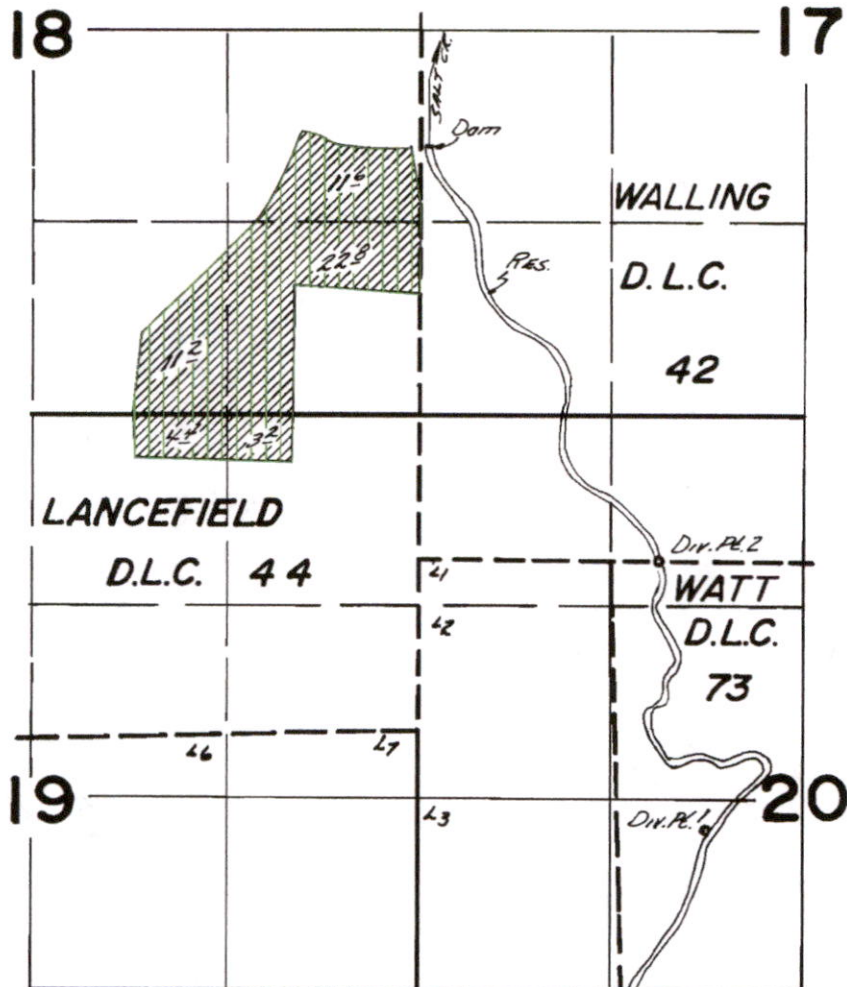 18
17
SALT CR.
Dam
11 6
WALLING
22 8
RES.
D.L.C.
11 2
42
4 4
3 2
LANCEFIELD
D.L.C. 44
L1
Div. Pt. 2
WATT
L2
D.L.C.
73
L6
L7
19
20
L3
Div. Pt. 1